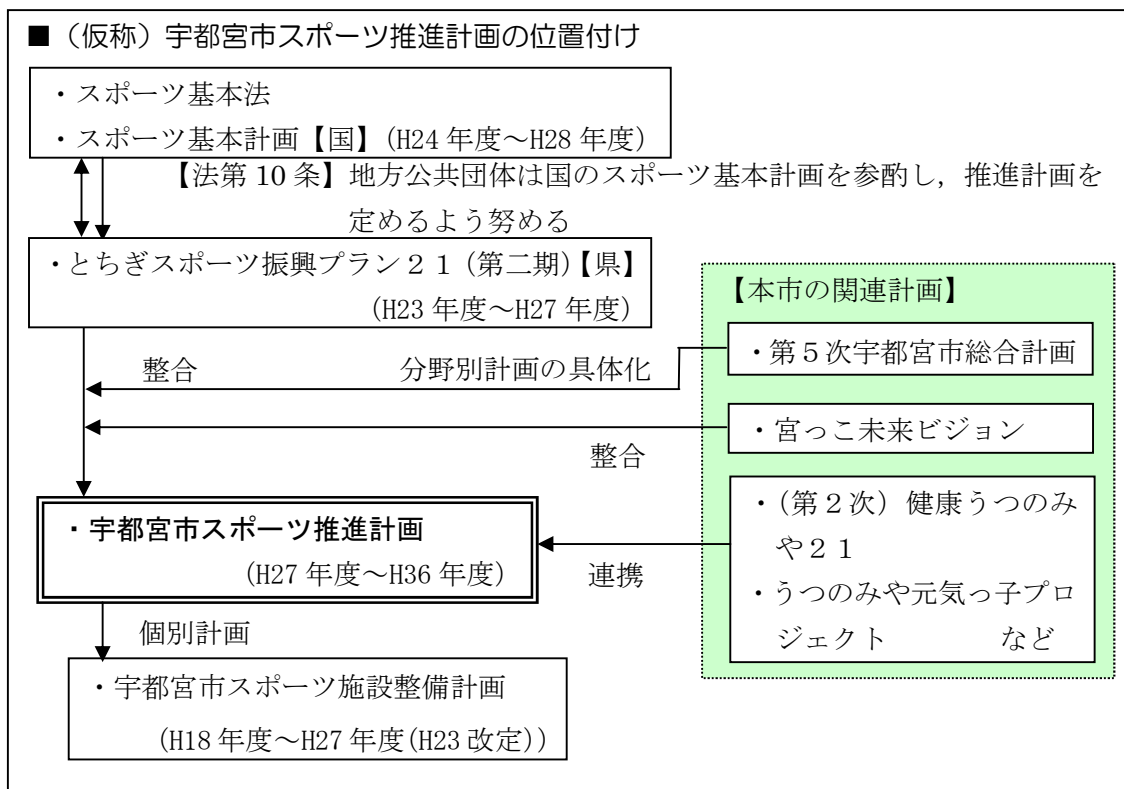 ■（仮称）宇都宮市スポーツ推進計画の位置付け
・スポーツ基本法
・スポーツ基本計画【国】（H24 年度～H28 年度）
【法第 10 条】地方公共団体は国のスポーツ基本計画を参酌し，推進計画を
定めるよう努める
・とちぎスポーツ振興プラン２１（第二期）【県】
（H23 年度～H27 年度）
【本市の関連計画】
・第５次宇都宮市総合計画
整合
分野別計画の具体化
・宮っこ未来ビジョン
整合
・（第２次）健康うつのみ
や２１
・うつのみや元気っ子プロ
ジェクト　　など
連携
・宇都宮市スポーツ推進計画
（H27 年度～H36 年度）
個別計画
・宇都宮市スポーツ施設整備計画
（H18 年度～H27 年度（H23 改定））